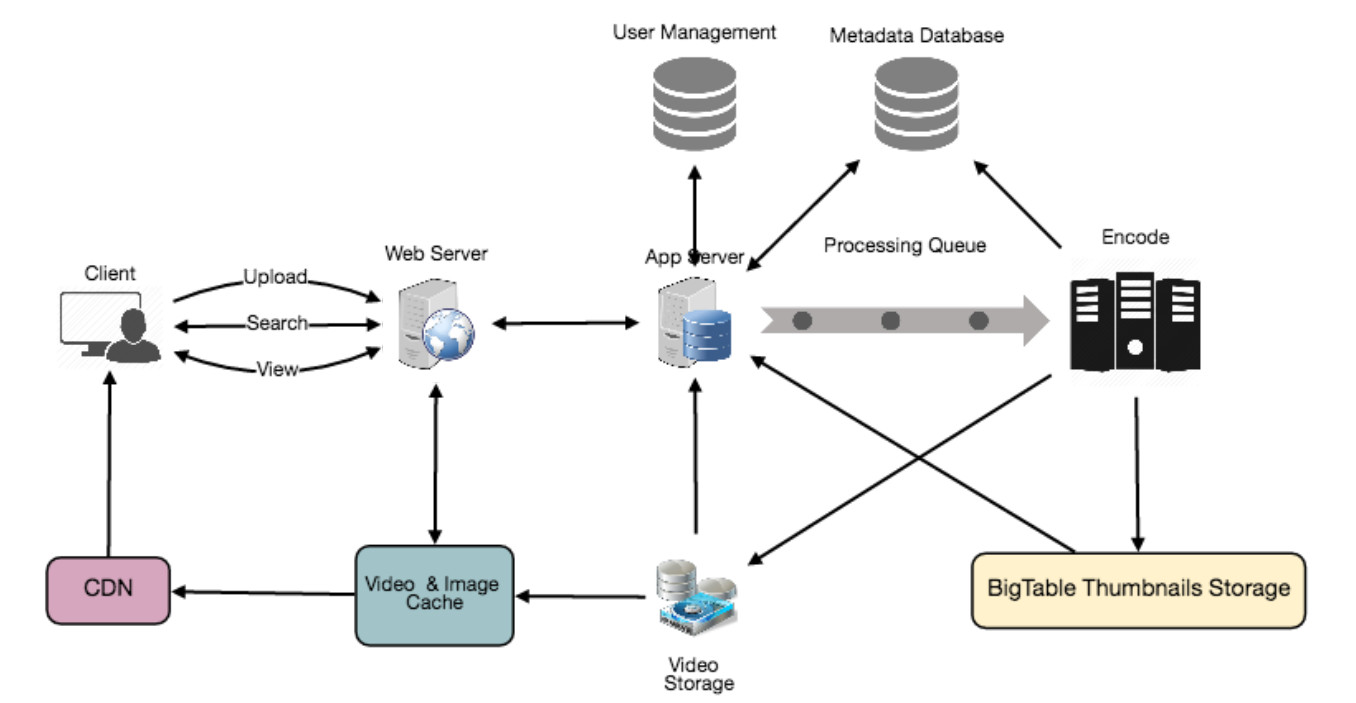 User Management
Metadata Database
Web Server
App Server
Processing Queue
Encode
Client
Upload
Search
View
CDN
Video & Image
Cache
BigTable Thumbnails Storage
Video
Storage